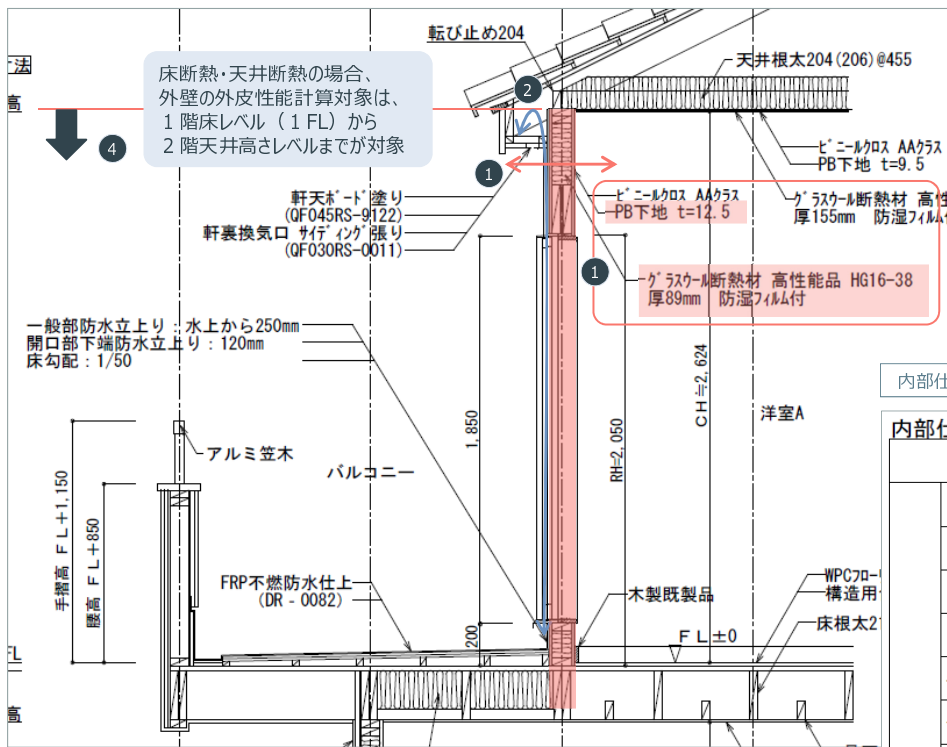 転び止め204
天井根太204(206)@455
寸法
床断熱・天井断熱の場合、
外壁の外皮性能計算対象は、
1階床レベル（1FL）から
2階天井高さレベルまでが対象
高
4
2
1
ビニールクロス AAクラス
PB下地 t=9.5
軒天ボード塗り
(QF045RS-9122)
軒裏換気口 サイディング張り
(QF030RS-0011)
ビニールクロス AAクラス
PB下地 t=12.5
グラスウール断熱材 高性
厚155mm 防湿フィルム付
1
グラスウール断熱材 高性能品 HG16-38
厚89mm 防湿フィルム付
一般部防水立上り：水上から250mm
開口部下端防水立上り：120mm
床勾配：1/50
CH≒2,624
内部仕
洋室A
内部仕
1,850
RH=2,050
アルミ笠木
バルコニー
手摺高 FL+1,150
腰高 FL+850
FRP不燃防水仕上
(DR-0082)
木製既製品
WPCフロー
構造用
床根太21
200
FL±0
FL
高